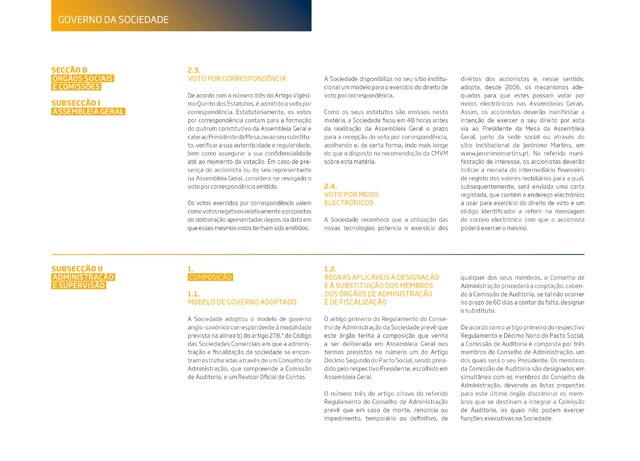 GOVERNO DA SOCIEDADE
SECÇÃO B
ÓRGÃOS SOCIAIS
E COMISSÕES
SUBSECÇÃO I
ASSEMBLEIA GERAL
2.3.
VOTO POR CORRESPONDÊNCIA
De acordo com o número três do Artigo Vigési-
mo Quinto dos Estatutos, é admitido o voto por
correspondência. Estatutariamente, os votos
por correspondência contam para a formação
do quórum constitutivo da Assembleia Geral e
cabe ao Presidente da Mesa, ou ao seu substitu-
to, verificar a sua autenticidade e regularidade,
bem como assegurar a sua confidencialidade
até ao momento da votação. Em caso de pre-
sença do accionista ou do seu representante
na Assembleia Geral, considera-se revogado o
voto por correspondência emitido.
Os votos exercidos por correspondência valem
como votos negativos relativamente a propostas
de deliberação apresentadas depois da data em
que esses mesmos votos tenham sido emitidos.
A Sociedade disponibiliza no seu sítio institu-
cional um modelo para o exercício do direito de
voto por correspondência.
Como os seus estatutos são omissos nesta
matéria, a Sociedade fixou em 48 horas antes
da realização da Assembleia Geral o prazo
para a recepção do voto por correspondência,
acolhendo e, de certa forma, indo mais longe
do que o disposto na recomendação da CMVM
sobre esta matéria.
2.4.
VOTO POR MEIOS
ELECTRÓNICOS
A Sociedade reconhece que a utilização das
novas tecnologias potencia o exercício dos
direitos dos accionistas e, nesse sentido,
adopta, desde 2006, os mecanismos ade-
quados para que estes possam votar por
meios electrónicos nas Assembleias Gerais.
Assim, os accionistas deverão manifestar a
intenção de exercer o seu direito por esta
via ao Presidente da Mesa da Assembleia
Geral, junto da sede social ou através do
sítio institucional de Jerónimo Martins, em
www.jeronimomartins.pt. Na referida mani-
festação de interesse, os accionistas deverão
indicar a morada do intermediário financeiro
de registo dos valores mobiliários para a qual,
subsequentemente, será enviada uma carta
registada, que contém o endereço electrónico
a usar para exercício do direito de voto e um
código identificador a referir na mensagem
de correio electrónico com que o accionista
poderá exercer o mesmo.
SUBSECÇÃO II
ADMINISTRAÇÃO
E SUPERVISÃO
1.
COMPOSIÇÃO
1.1.
MODELO DE GOVERNO ADOPTADO
A Sociedade adoptou o modelo de governo
anglo-saxónico correspondente à modalidade
prevista na alínea b) do artigo 278.º do Código
das Sociedades Comerciais em que a adminis-
tração e fiscalização da sociedade se encon-
tram estruturadas através de um Conselho de
Administração, que compreende a Comissão
de Auditoria, e um Revisor Oficial de Contas.
1.2.
REGRAS APLICÁVEIS À DESIGNAÇÃO
E À SUBSTITUIÇÃO DOS MEMBROS
DOS ÓRGÃOS DE ADMINISTRAÇÃO
E DE FISCALIZAÇÃO
O artigo primeiro do Regulamento do Conse-
lho de Administração da Sociedade prevê que
este órgão tenha a composição que venha
a ser deliberada em Assembleia Geral nos
termos previstos no número um do Artigo
Décimo Segundo do Pacto Social, sendo presi-
dido pelo respectivo Presidente, escolhido em
Assembleia Geral.
O número três do artigo oitavo do referido
Regulamento do Conselho de Administração
prevê que em caso de morte, renúncia ou
impedimento, temporário ou definitivo, de
qualquer dos seus membros, o Conselho de
Administração procederá à cooptação, caben-
do à Comissão de Auditoria, se tal não ocorrer
no prazo de 60 dias a contar da falta, designar
o substituto.
De acordo com o artigo primeiro do respectivo
Regulamento e Décimo Nono do Pacto Social,
a Comissão de Auditoria é composta por três
membros do Conselho de Administração, um
dos quais será o seu Presidente. Os membros
da Comissão de Auditoria são designados em
simultâneo com os membros do Conselho de
Administração, devendo as listas propostas
para este último órgão discriminar os mem-
bros que se destinam a integrar a Comissão
de Auditoria, os quais não podem exercer
funções executivas na Sociedade.